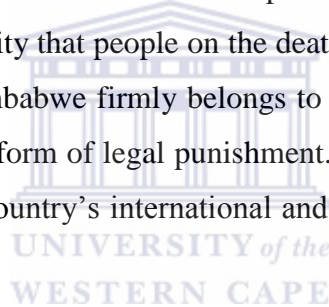 ity that people on the deat
babwe firmly belongs to
form of legal punishment.
ountry's international and
UNIVERSITY of the
WESTERN CAPE